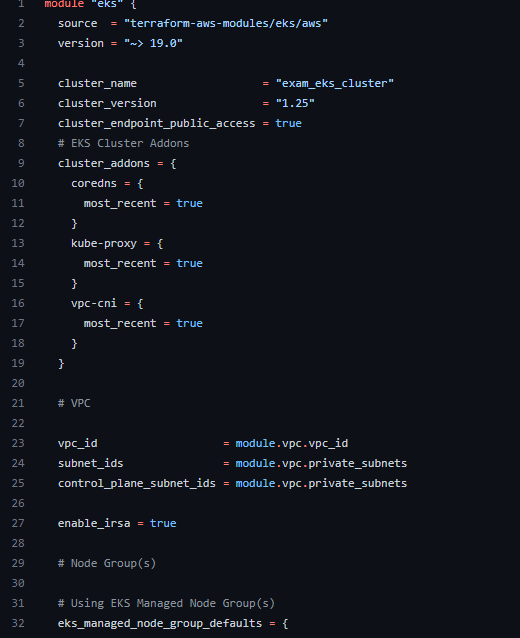 1 module "eks" {
2 source = "terraform-aws-modules/eks/aws"
3 version = "~> 19.0"
4
5 cluster_name = "exam_eks_cluster"
6 cluster_version = "1.25"
7 cluster_endpoint_public_access = true
8 # EKS Cluster Addons
9 cluster_addons = {
10 coredns = {
11 most_recent = true
12 }
13 kube-proxy = {
14 most_recent = true
15 }
16 vpc-cni = {
17 most_recent = true
18 }
19 }
20
21 # VPC
22
23 vpc_id = module.vpc.vpc_id
24 subnet_ids = module.vpc.private_subnets
25 control_plane_subnet_ids = module.vpc.private_subnets
26
27 enable_irsa = true
28
29 # Node Group(s)
30
31 # Using EKS Managed Node Group(s)
32 eks_managed_node_group_defaults = {